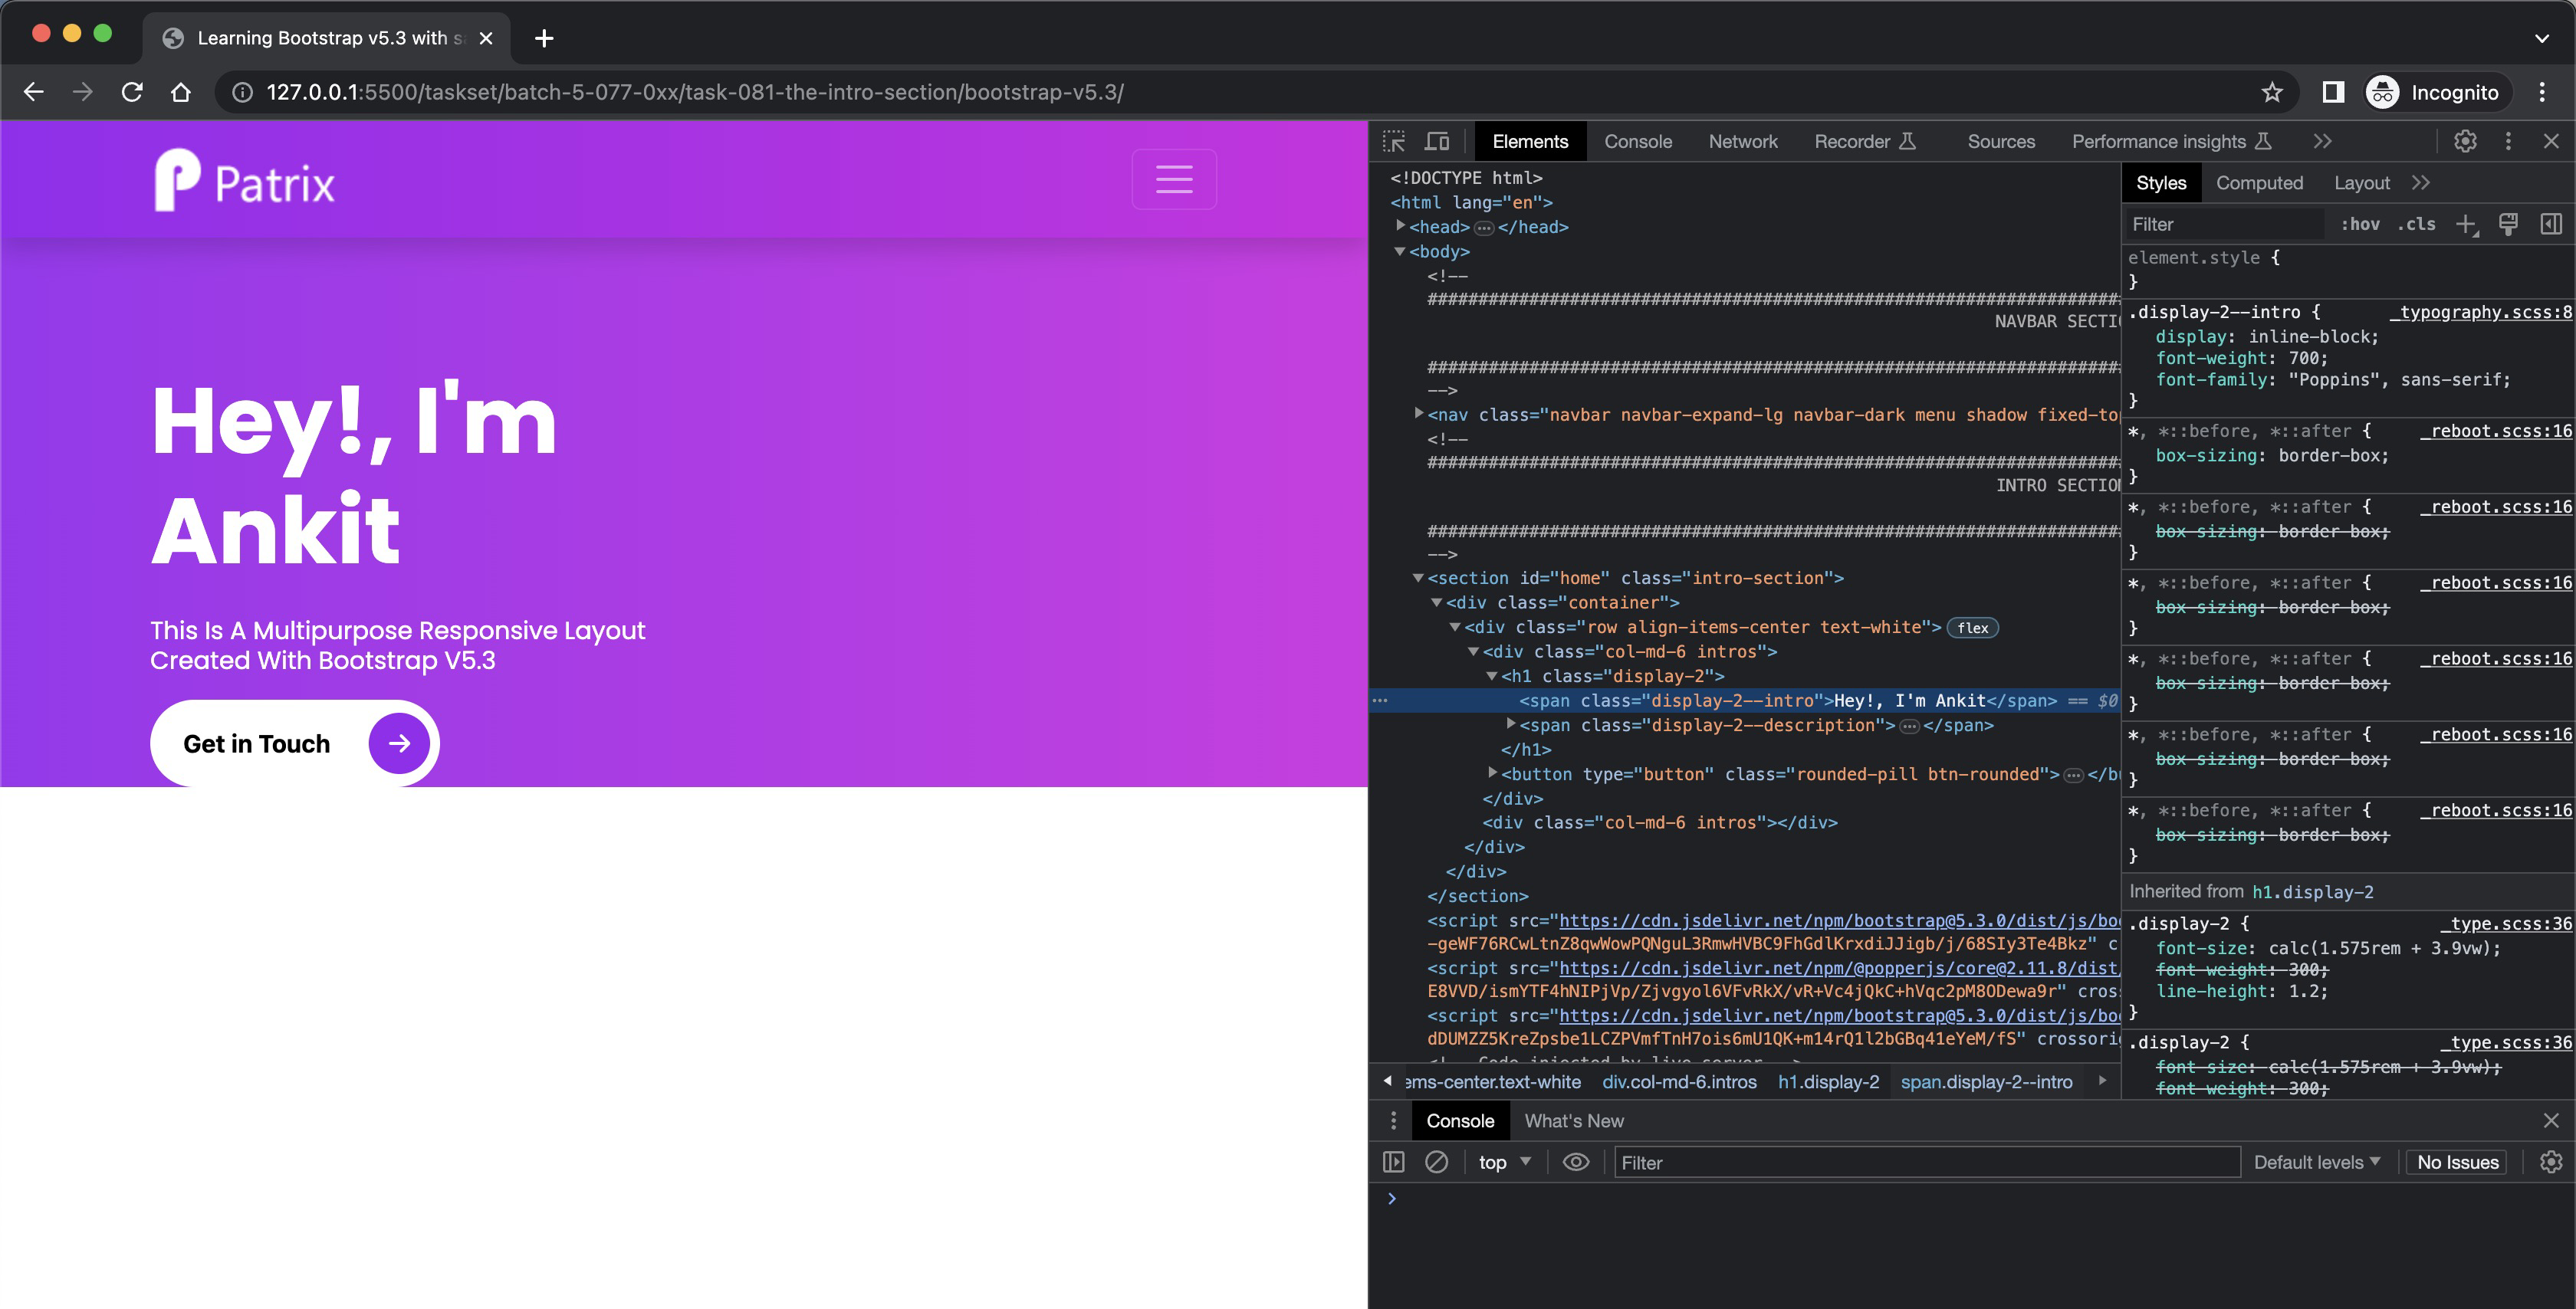 Learning Bootstrap v5.3 with sa
127.0.0.1:5500/taskset/batch-5-077-0xx/task-081-the-intro-section/bootstrap-v5.3/
Incognito
Patrix
Hey!, I'm
Ankit
This Is A Multipurpose Responsive Layout
Created With Bootstrap V5.3
Get in Touch
Elements Console Network Recorder Sources Performance insights
<!DOCTYPE html>
<html lang="en">
<head> ... </head>
<body>
<!--
####################################################################
NAVBAR SECTIO
####################################################################
-->
<nav class="navbar navbar-expand-lg navbar-dark menu shadow fixed-top
<!--
####################################################################
INTRO SECTION
####################################################################
-->
<section id="home" class="intro-section">
<div class="container">
<div class="row align-items-center text-white"> flex
<div class="col-md-6 intros">
<h1 class="display-2">
... <span class="display-2--intro">Hey!, I'm Ankit</span> == $0
<span class="display-2--description"> ... </span>
</h1>
<button type="button" class="rounded-pill btn-rounded"> ... </bu
</div>
<div class="col-md-6 intros"></div>
</div>
</div>
</section>
<script src="https://cdn.jsdelivr.net/npm/bootstrap@5.3.0/dist/js/boo
-geWF76RCwLtnZ8qwWowPQNguL3RmwHVBC9FhGdlKrxdiJJigb/j/68SIy3Te4Bkz" c
<script src="https://cdn.jsdelivr.net/npm/@popperjs/core@2.11.8/dist/
E8VVD/ismYTF4hNIPjVp/Zjvgyol6VFvRkX/vR+Vc4jQkC+hVqc2pM8ODewa9r" cros
<script src="https://cdn.jsdelivr.net/npm/bootstrap@5.3.0/dist/js/boo
dDUMZZ5KreZpsbe1LCZPVmfTnH7ois6mU1QK+m14rQ1l2bGBq41eYeM/fS" crossorig
<!-- Code injected by live-server -->
ems-center.text-white div.col-md-6.intros h1.display-2 span.display-2--intro
Styles Computed Layout
Filter :hov .cls
element.style {
}
.display-2--intro { _typography.scss:8
display: inline-block;
font-weight: 700;
font-family: "Poppins", sans-serif;
}
*, *::before, *::after { _reboot.scss:16
box-sizing: border-box;
}
*, *::before, *::after { _reboot.scss:16
box-sizing: border-box;
}
*, *::before, *::after { _reboot.scss:16
box-sizing: border-box;
}
*, *::before, *::after { _reboot.scss:16
box-sizing: border-box;
}
*, *::before, *::after { _reboot.scss:16
box-sizing: border-box;
}
*, *::before, *::after { _reboot.scss:16
box-sizing: border-box;
}
Inherited from h1.display-2
.display-2 { _type.scss:36
font-size: calc(1.575rem + 3.9vw);
font-weight: 300;
line-height: 1.2;
}
.display-2 { _type.scss:36
font-size: calc(1.575rem + 3.9vw);
font-weight: 300;
Console What's New
top Filter Default levels No Issues